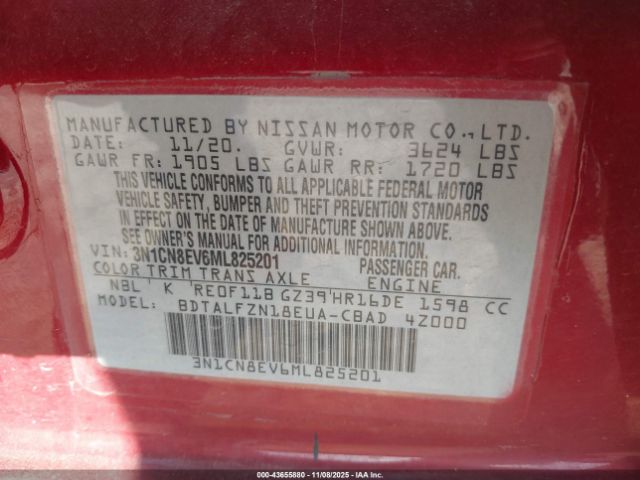 MANUFACTURED BY NISSAN MOTOR CO., LTD.
DATE: 11/20. GVWR: 3624 LBS
GAWR FR: 1905 LBS GAWR RR: 1720 LBS
THIS VEHICLE CONFORMS TO ALL APPLICABLE FEDERAL MOTOR
VEHICLE SAFETY, BUMPER AND THEFT PREVENTION STANDARDS
IN EFFECT ON THE DATE OF MANUFACTURE SHOWN ABOVE.
SEE OWNER'S MANUAL FOR ADDITIONAL INFORMATION.
VIN: 3N1CN8EV6ML825201 PASSENGER CAR.
COLOR TRIM TRANS AXLE ENGINE
NBL K RE0F11B GZ39 HR16DE 1598 CC
MODEL: BDTALFZN18EUA-CBAD 4Z000
3N1CN8EV6ML825201
© IAA - 43655880 - 11/08/2025 - IAAI.COM